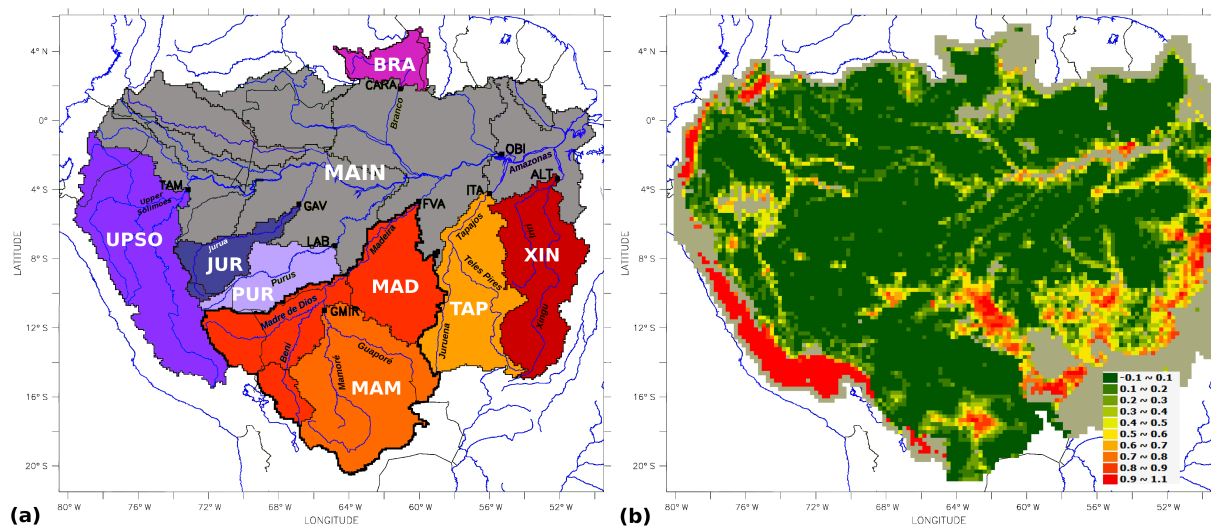 4° N
0°
4° S
8° S
12° S
16° S
20° S
LATITUDE
80° W
76° W
72° W
68° W
64° W
60° W
56° W
52° W
LONGITUDE
(a)
BRA
CARA
Branco
OBI
Amazonas
MAIN
ALT
ITA
TAM
Upper
Solimoes
GAV
FVA
UPSO
Jurua
JUR
LAB
Madeira
Tapajos
Iriri
XIN
Purus
PUR
MAD
Teles Pires
TAP
Madre de Dios
GMIR
Xingu
Juruena
Beni
Guaporé
Mamoré
MAM
4° N
0°
4° S
8° S
12° S
16° S
20° S
LATITUDE
80° W
76° W
72° W
68° W
64° W
60° W
56° W
52° W
LONGITUDE
(b)
-0.1 ~ 0.1
0.1 ~ 0.2
0.2 ~ 0.3
0.3 ~ 0.4
0.4 ~ 0.5
0.5 ~ 0.6
0.6 ~ 0.7
0.7 ~ 0.8
0.8 ~ 0.9
0.9 ~ 1.1